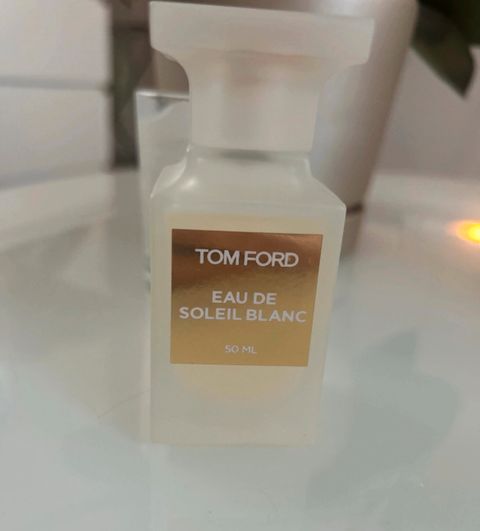 TOM FORD
EAU DE
SOLEIL BLANC
50 ML